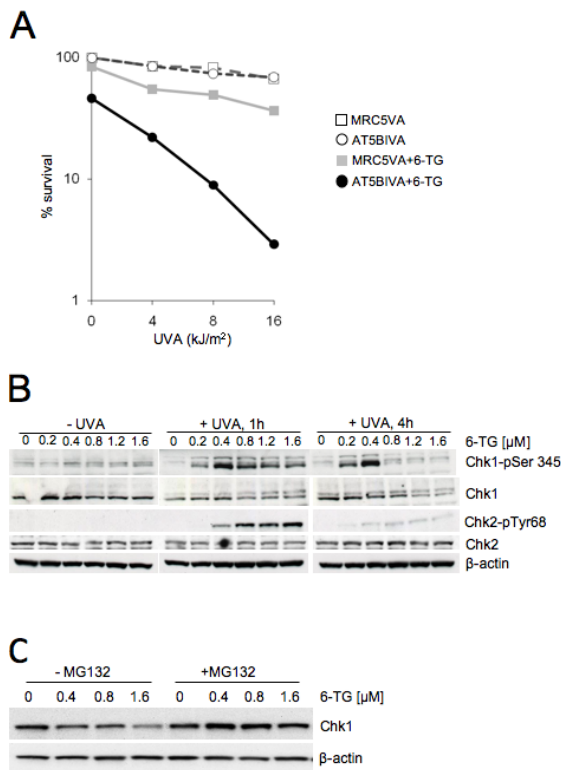 A
100
10
1
% survival
0 4 8 16
UVA (kJ/m²)
MRC5VA
AT5BIVA
MRC5VA+6-TG
AT5BIVA+6-TG
B
- UVA + UVA, 1h + UVA, 4h
0 0.2 0.4 0.8 1.2 1.6 0 0.2 0.4 0.8 1.2 1.6 0 0.2 0.4 0.8 1.2 1.6 6-TG [µM]
Chk1-pSer 345
Chk1
Chk2-pTyr68
Chk2
β-actin
C
- MG132 +MG132
0 0.4 0.8 1.6 0 0.4 0.8 1.6 6-TG [µM]
Chk1
β-actin